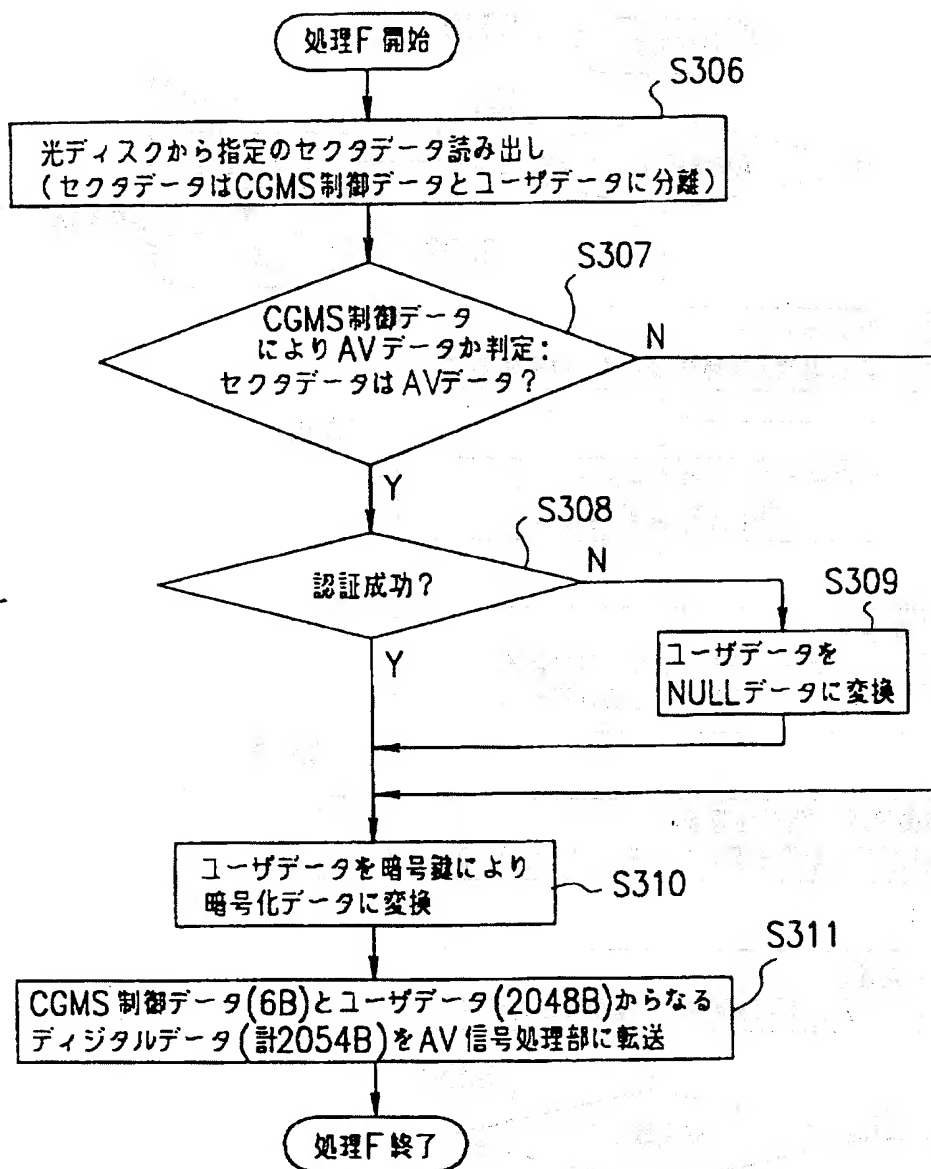 処理F 開始
S306
光ディスクから指定のセクタデータ読み出し
(セクタデータはCGMS制御データとユーザデータに分離)
S307
CGMS制御データ
によりAVデータか判定:
セクタデータはAVデータ?
N
Y
S308
認証成功?
N
S309
ユーザデータを
NULLデータに変換
Y
ユーザデータを暗号鍵により
暗号化データに変換
S310
S311
CGMS制御データ(6B)とユーザデータ(2048B)からなる
ディジタルデータ(計2054B)をAV信号処理部に転送
処理F 終了